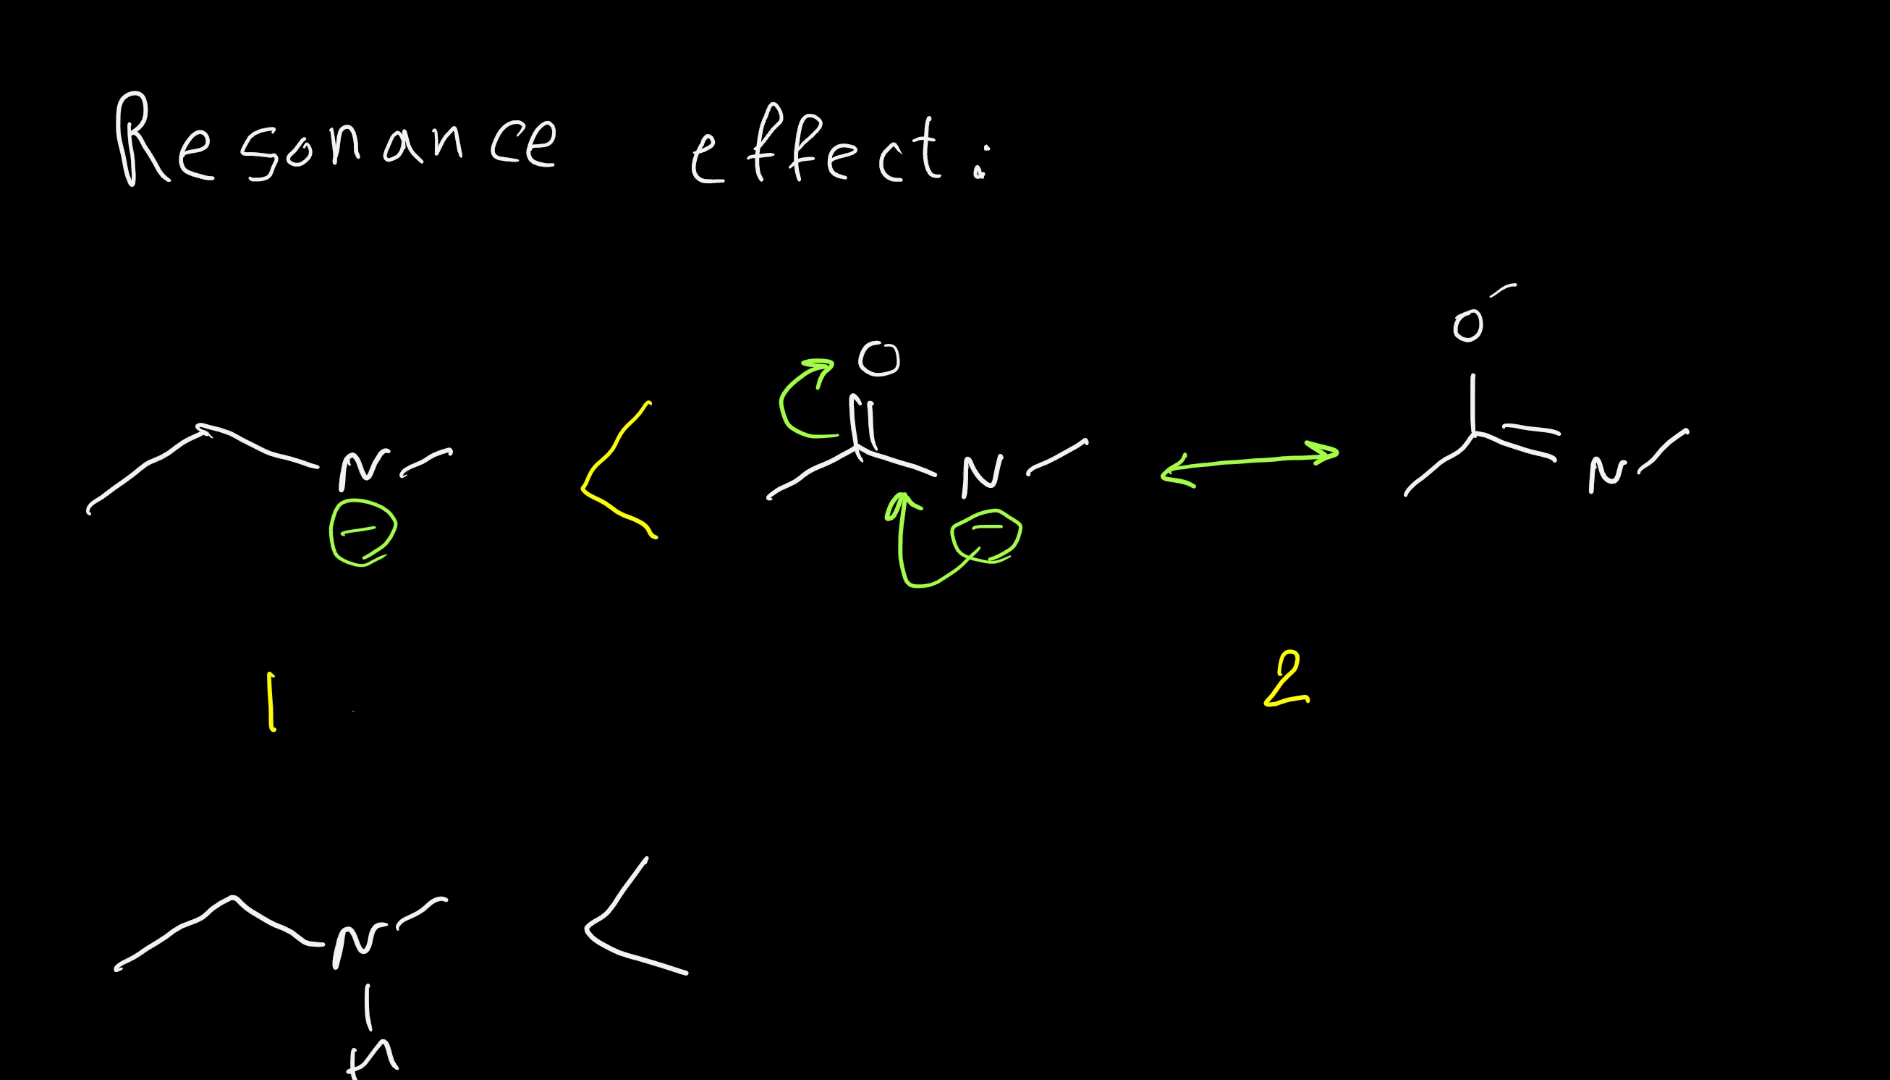 Resonance effect:
O O⁻
N < N N
⊖ ⊖
1 2
N <
H